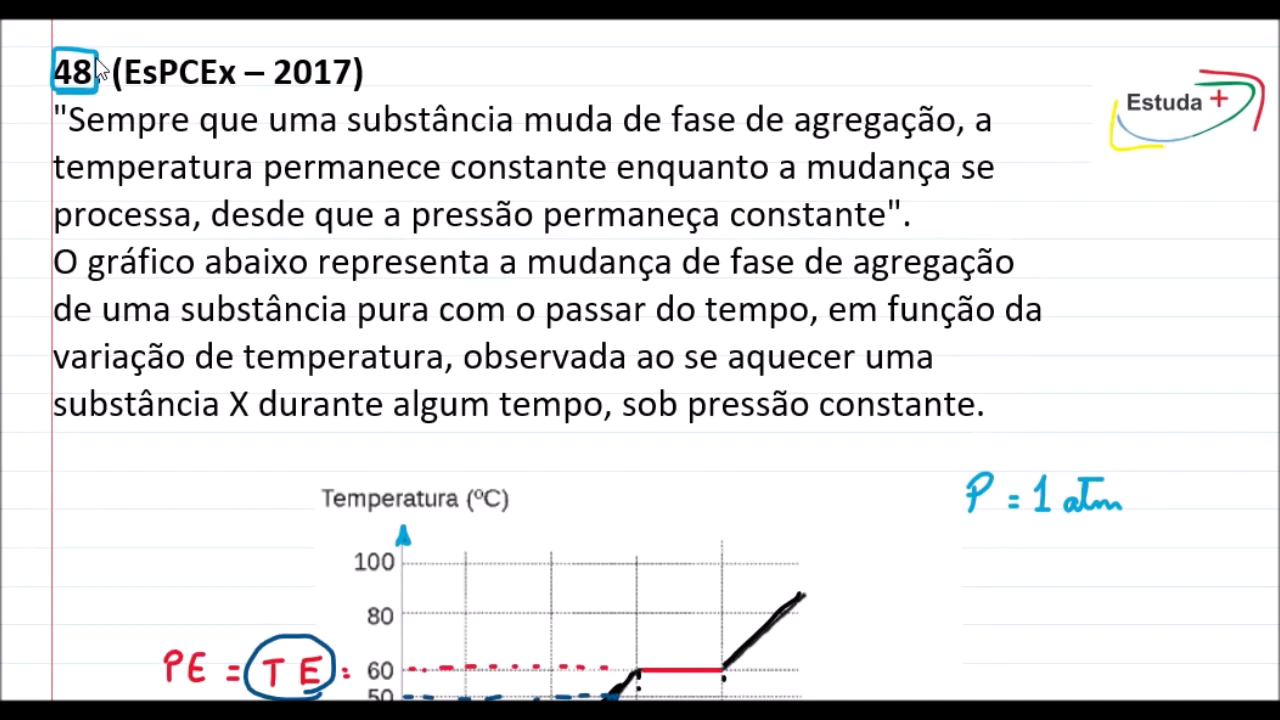 48. (EsPCEx – 2017)
Estuda +
"Sempre que uma substância muda de fase de agregação, a
temperatura permanece constante enquanto a mudança se
processa, desde que a pressão permaneça constante".
O gráfico abaixo representa a mudança de fase de agregação
de uma substância pura com o passar do tempo, em função da
variação de temperatura, observada ao se aquecer uma
substância X durante algum tempo, sob pressão constante.
P = 1 atm
Temperatura (ºC)
100
80
PE = TE :
60
50